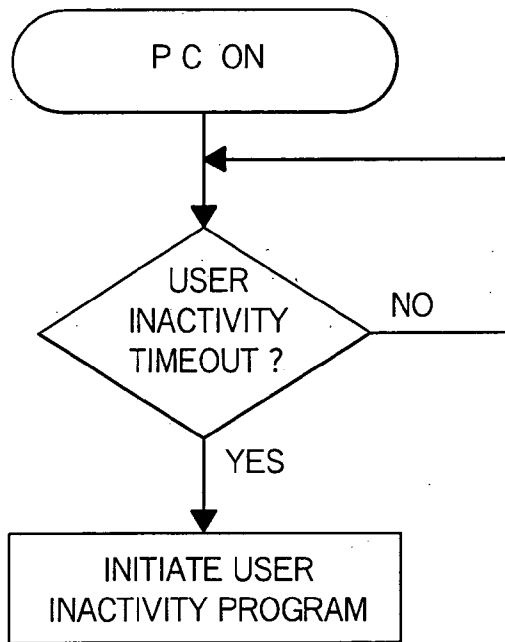 P C ON
USER
INACTIVITY
TIMEOUT ?
NO
YES
INITIATE USER
INACTIVITY PROGRAM